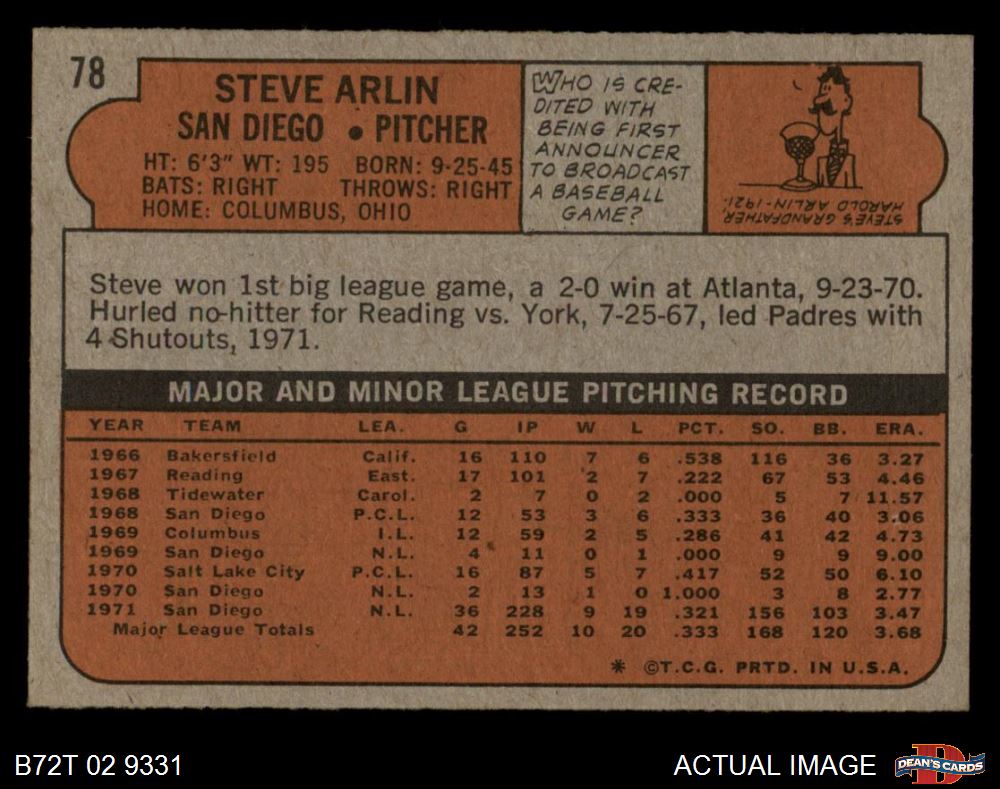 78
STEVE ARLIN
SAN DIEGO • PITCHER
HT: 6'3" WT: 195 BORN: 9-25-45
BATS: RIGHT THROWS: RIGHT
HOME: COLUMBUS, OHIO
WHO IS CRE-
DITED WITH
BEING FIRST
ANNOUNCER
TO BROADCAST
A BASEBALL
GAME?
STEVE'S GRANDFATHER,
HAROLD ARLIN-1921.
Steve won 1st big league game, a 2-0 win at Atlanta, 9-23-70.
Hurled no-hitter for Reading vs. York, 7-25-67, led Padres with
4 Shutouts, 1971.
MAJOR AND MINOR LEAGUE PITCHING RECORD
YEAR TEAM LEA. G IP W L PCT. SO. BB. ERA.
1966 Bakersfield Calif. 16 110 7 6 .538 116 36 3.27
1967 Reading East. 17 101 2 7 .222 67 53 4.46
1968 Tidewater Carol. 2 7 0 2 .000 5 7 11.57
1968 San Diego P.C.L. 12 53 3 6 .333 36 40 3.06
1969 Columbus I.L. 12 59 2 5 .286 41 42 4.73
1969 San Diego N.L. 4 11 0 1 .000 9 9 9.00
1970 Salt Lake City P.C.L. 16 87 5 7 .417 52 50 6.10
1970 San Diego N.L. 2 13 1 0 1.000 3 8 2.77
1971 San Diego N.L. 36 228 9 19 .321 156 103 3.47
Major League Totals 42 252 10 20 .333 168 120 3.68
* ©T.C.G. PRTD. IN U.S.A.
B72T 02 9331
ACTUAL IMAGE
DEAN'S CARDS